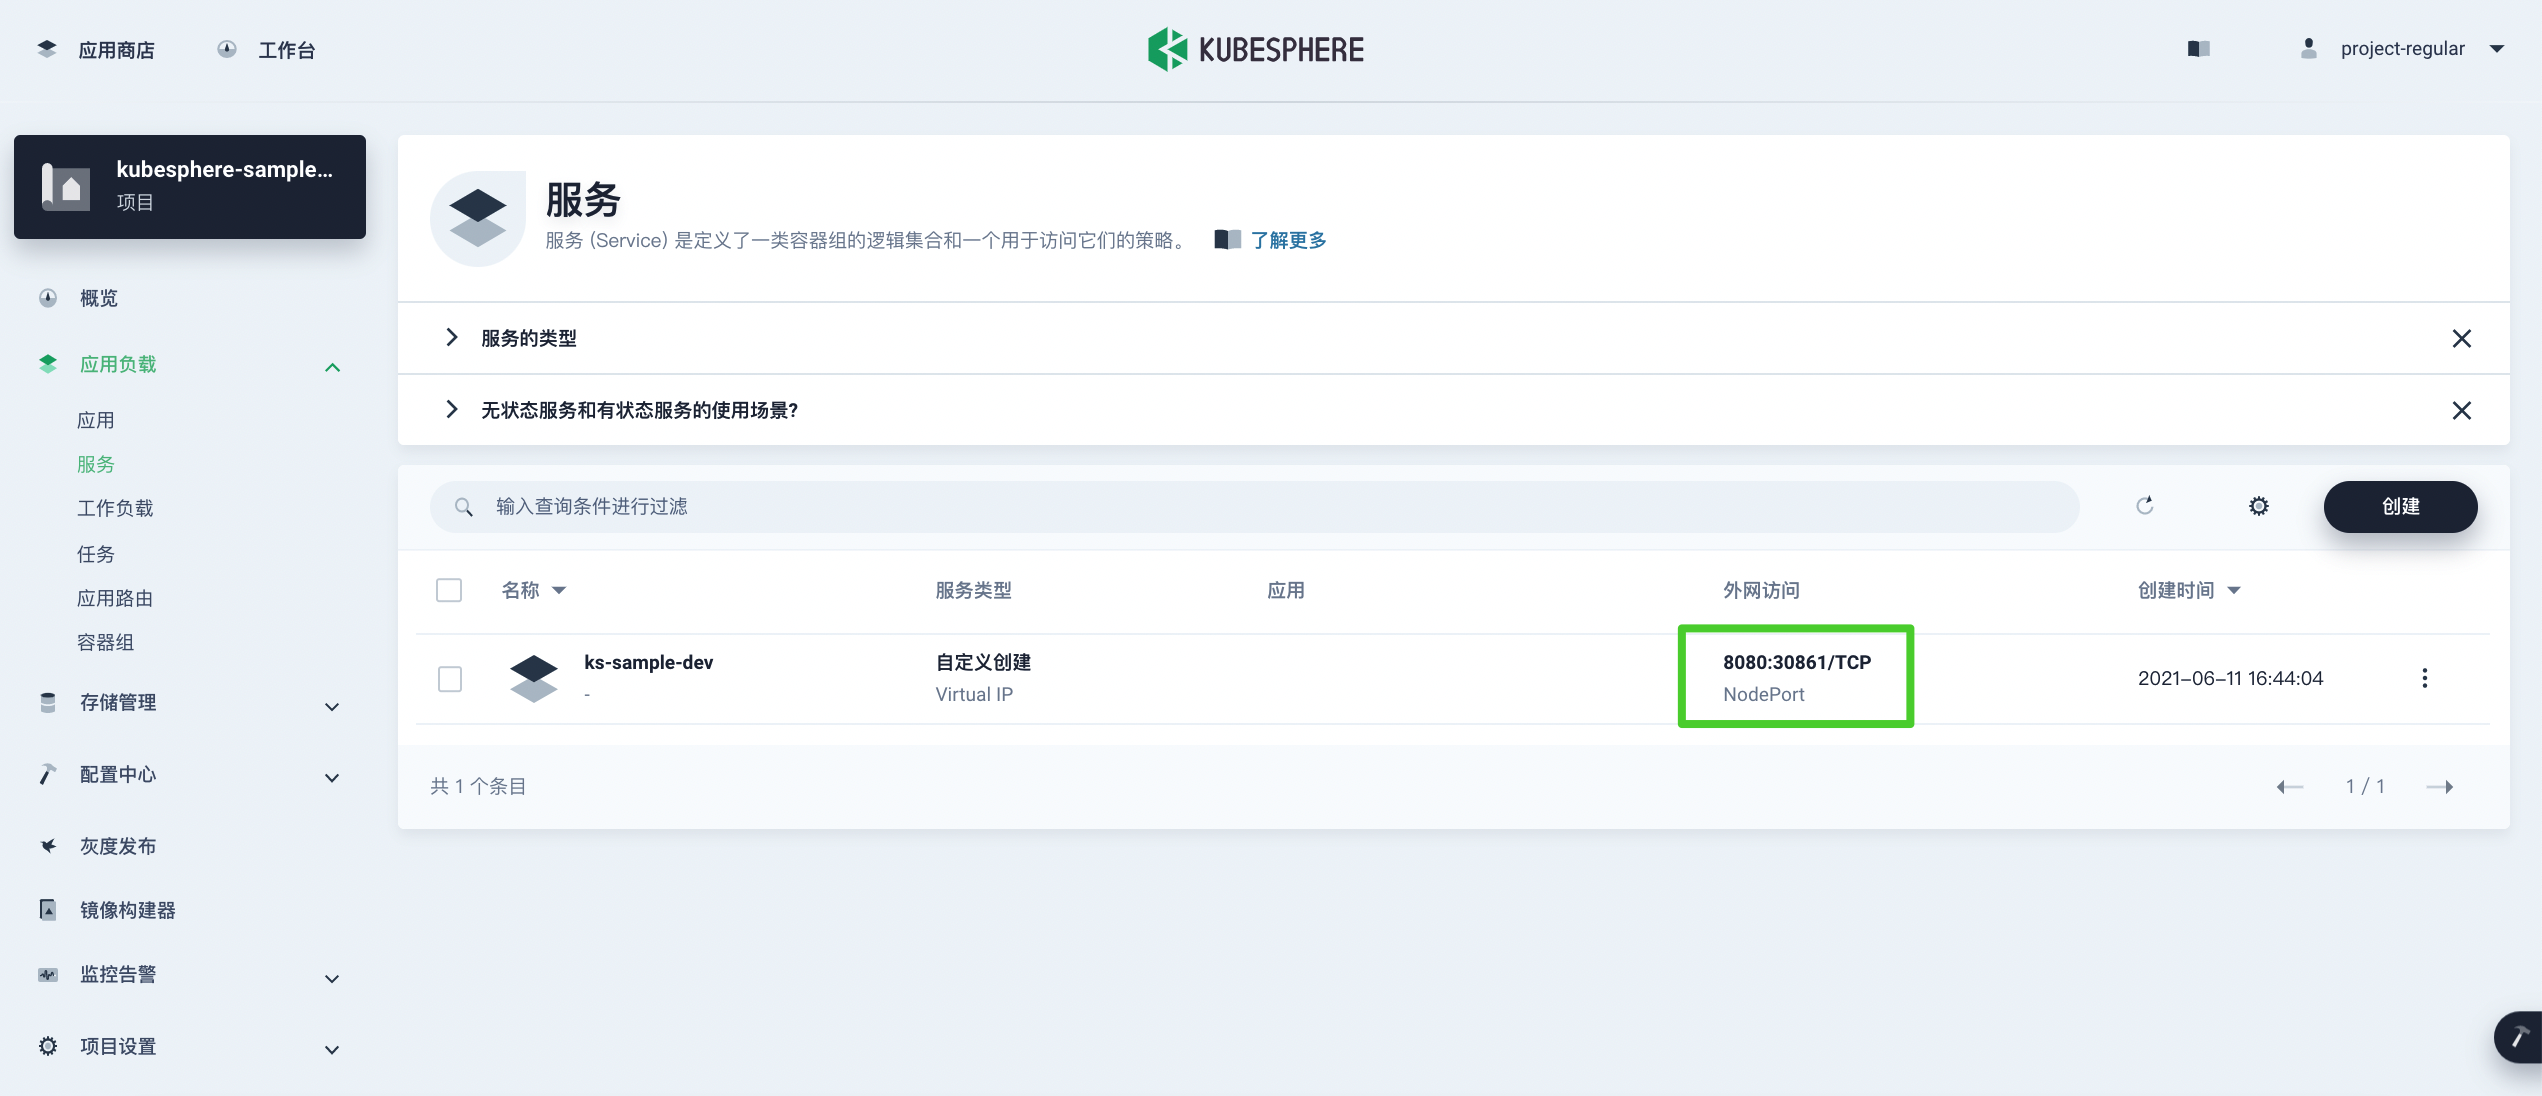 应用商店
工作台
KUBESPHERE
project-regular
kubesphere-sample...
项目
概览
应用负载
应用
服务
工作负载
任务
应用路由
容器组
存储管理
配置中心
灰度发布
镜像构建器
监控告警
项目设置
服务
服务 (Service) 是定义了一类容器组的逻辑集合和一个用于访问它们的策略。 了解更多
服务的类型
无状态服务和有状态服务的使用场景?
输入查询条件进行过滤
创建
名称 服务类型 应用 外网访问 创建时间
ks-sample-dev 自定义创建 8080:30861/TCP 2021-06-11 16:44:04
- Virtual IP NodePort
共 1 个条目
1 / 1